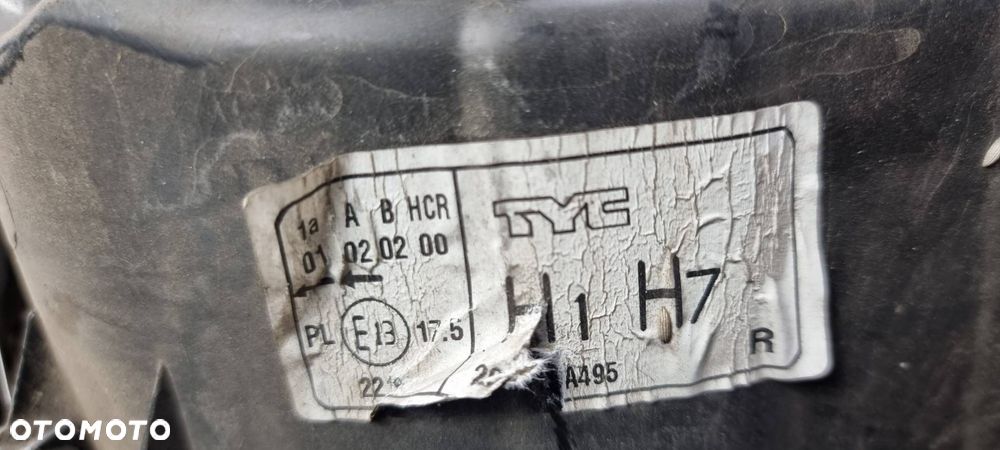 1a A B HCR
01 02 02 00
PL E13 17.5
TYC
H1 H7
A495
R
OTOMOTO